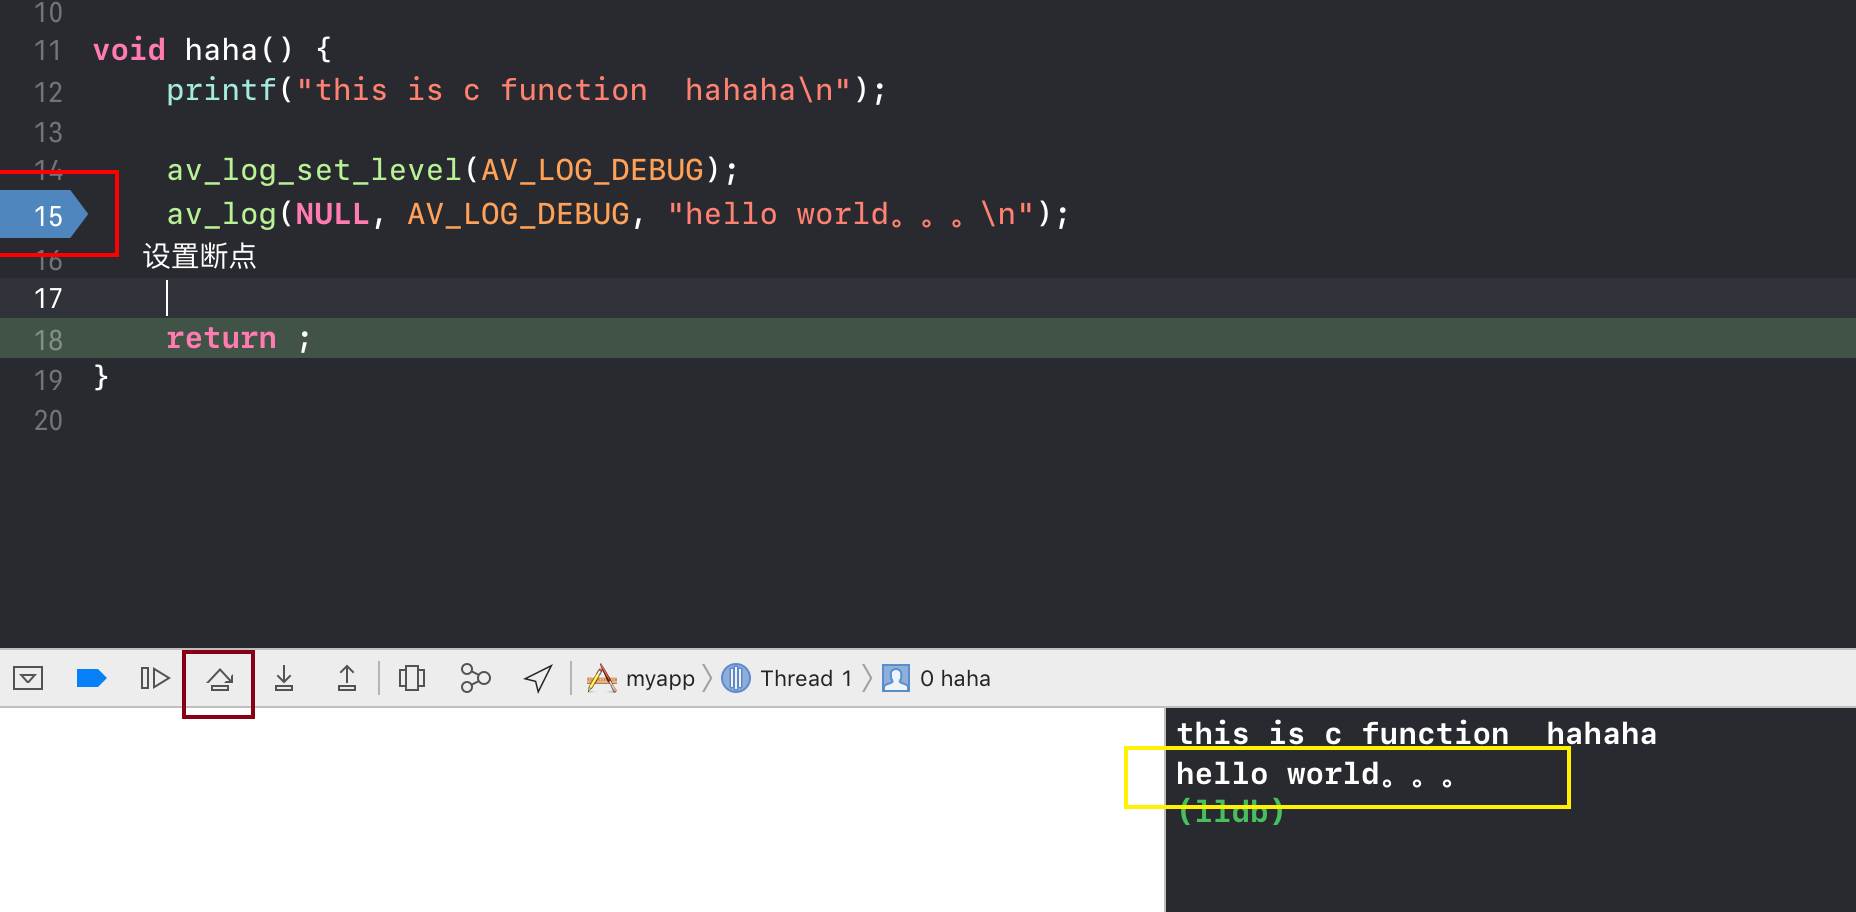 10
11 void haha() {
12 printf("this is c function  hahaha\n");
13
14 av_log_set_level(AV_LOG_DEBUG);
15 av_log(NULL, AV_LOG_DEBUG, "hello world。。。\n");
16 设置断点
17
18 return ;
19 }
20
myapp Thread 1 0 haha
this is c function  hahaha
hello world。。。
(lldb)